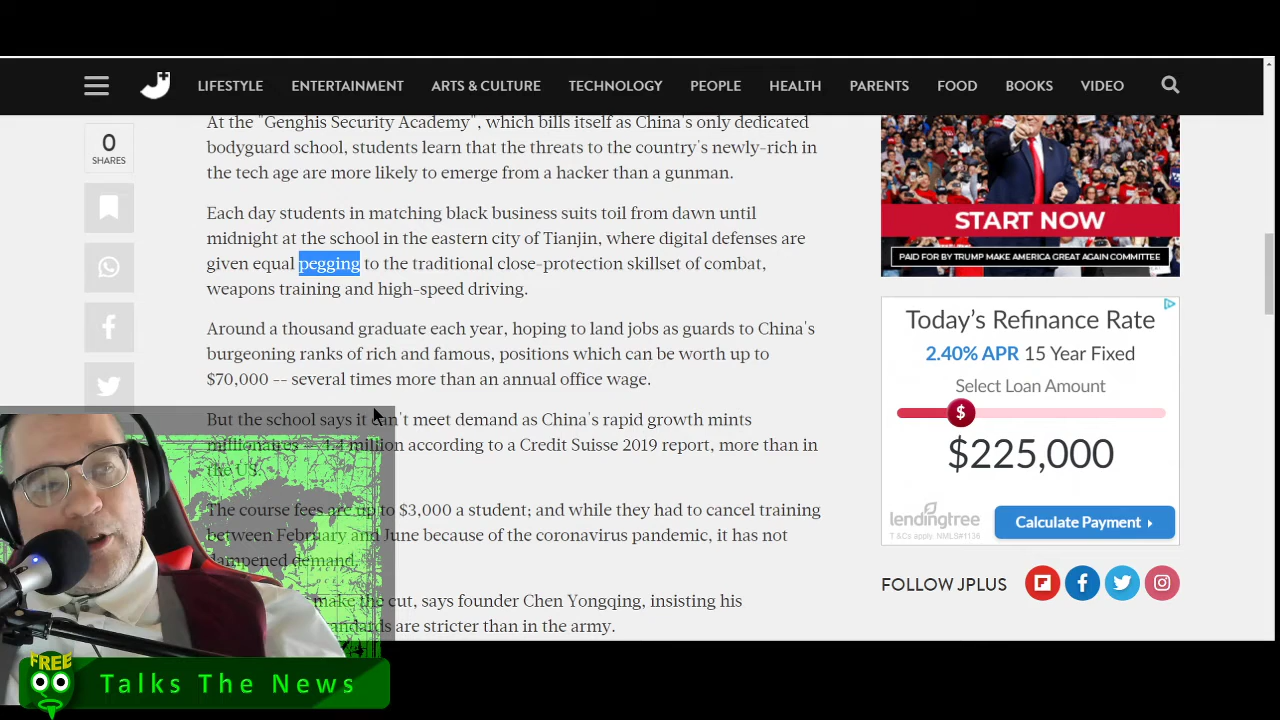 LIFESTYLE ENTERTAINMENT ARTS & CULTURE TECHNOLOGY PEOPLE HEALTH PARENTS FOOD BOOKS VIDEO
0
SHARES
At the "Genghis Security Academy", which bills itself as China's only dedicated
bodyguard school, students learn that the threats to the country's newly-rich in
the tech age are more likely to emerge from a hacker than a gunman.
Each day students in matching black business suits toil from dawn until
midnight at the school in the eastern city of Tianjin, where digital defenses are
given equal pegging to the traditional close-protection skillset of combat,
weapons training and high-speed driving.
Around a thousand graduate each year, hoping to land jobs as guards to China's
burgeoning ranks of rich and famous, positions which can be worth up to
$70,000 -- several times more than an annual office wage.
But the school says it can't meet demand as China's rapid growth mints
millionaires -- 4.4 million according to a Credit Suisse 2019 report, more than in
the US.
The course fees are up to $3,000 a student; and while they had to cancel training
between February and June because of the coronavirus pandemic, it has not
dampened demand.
make the cut, says founder Chen Yongqing, insisting his
standards are stricter than in the army.
START NOW
PAID FOR BY TRUMP MAKE AMERICA GREAT AGAIN COMMITTEE
Today's Refinance Rate
2.40% APR 15 Year Fixed
Select Loan Amount
$
$225,000
lendingtree
T&Cs apply. NMLS#1136
Calculate Payment
FOLLOW JPLUS
FREE
Talks The News